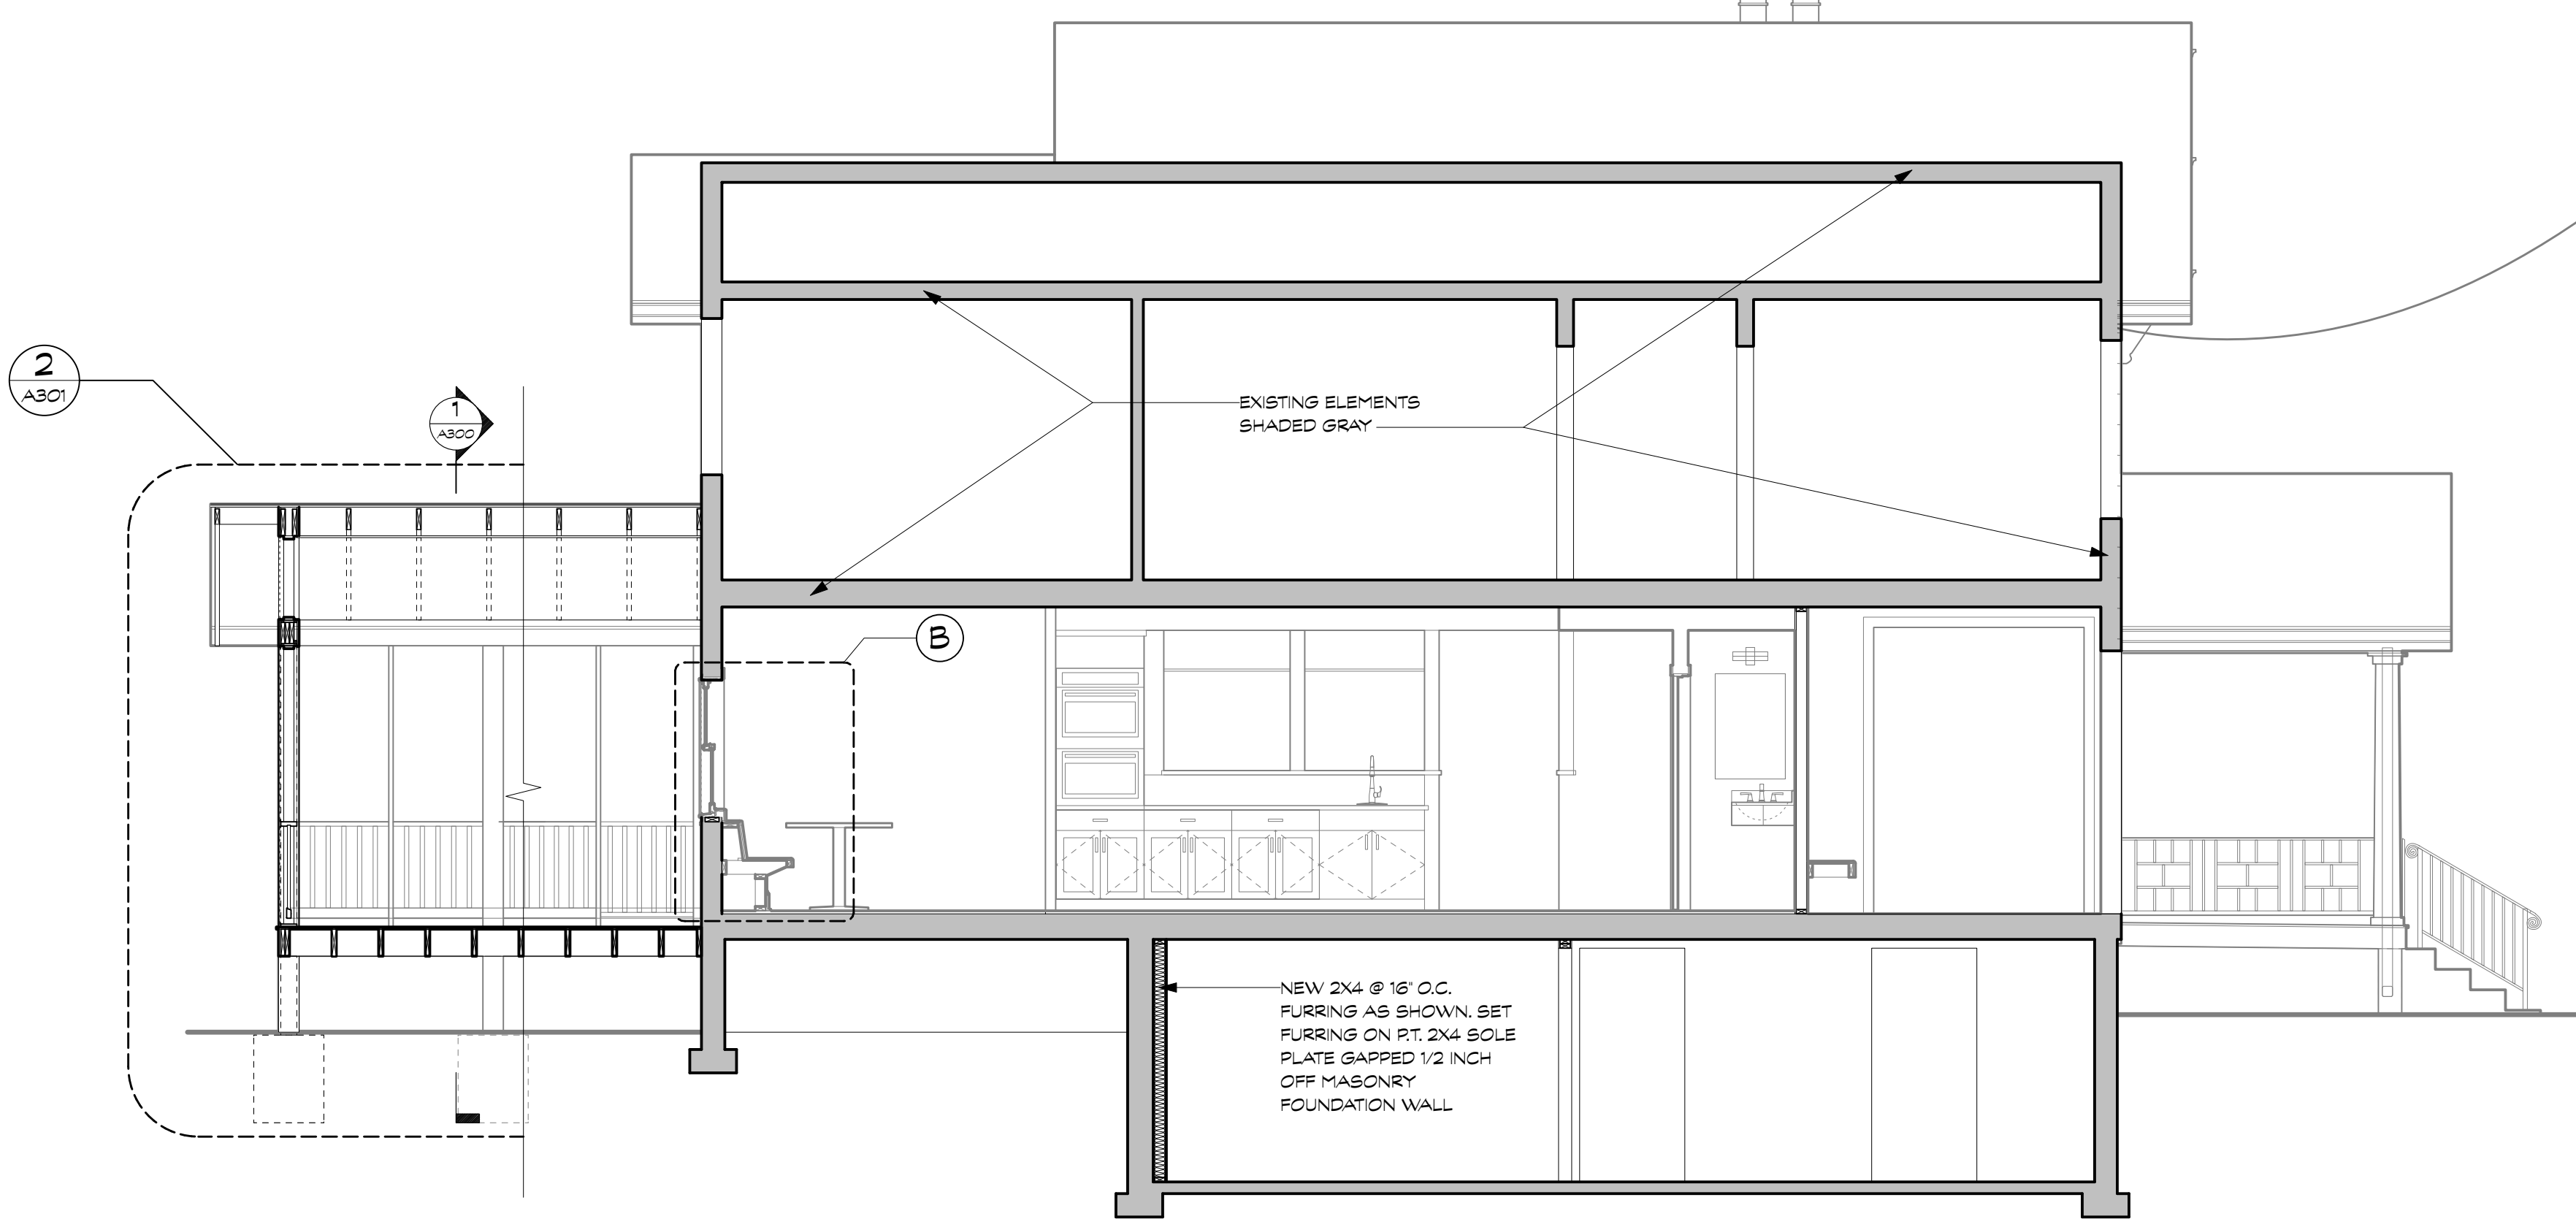 2
A301
1
A300
EXISTING ELEMENTS
SHADED GRAY
B
NEW 2X4 @ 16" O.C.
FURRING AS SHOWN. SET
FURRING ON P.T. 2X4 SOLE
PLATE GAPPED 1/2 INCH
OFF MASONRY
FOUNDATION WALL